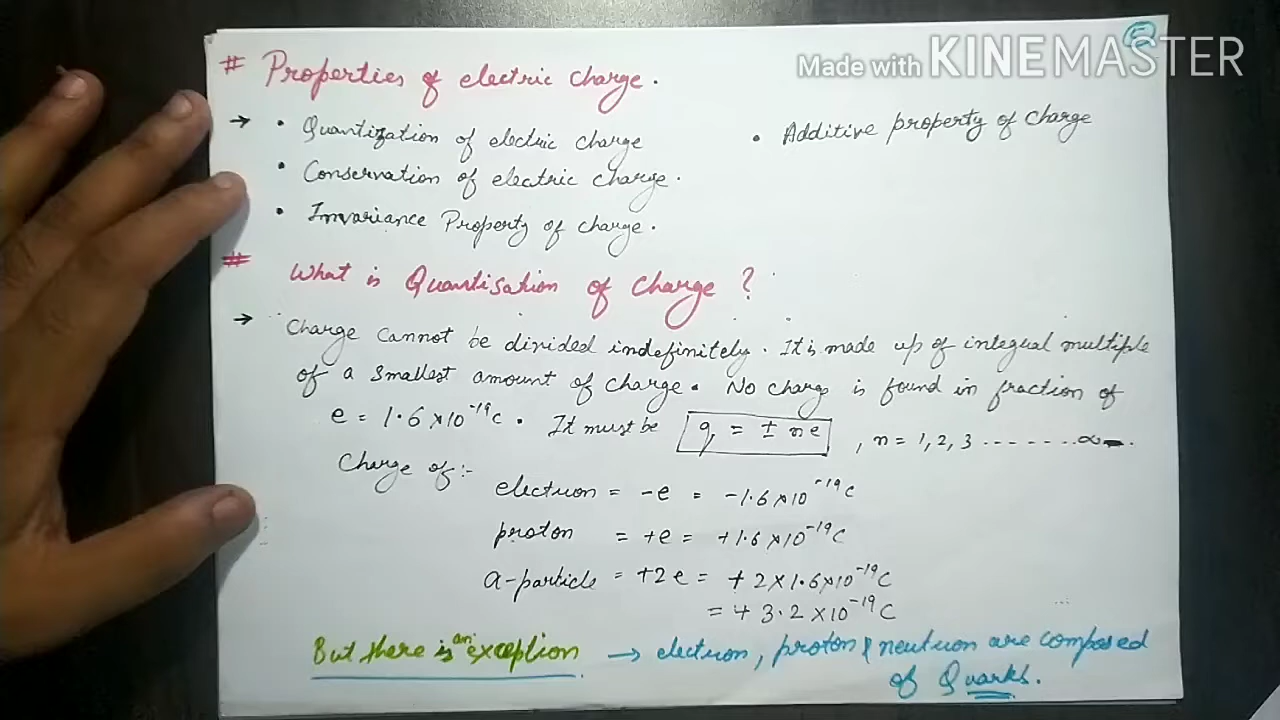 5
Made with KINEMASTER
# Properties of electric charge.
→ • Quantization of electric charge
• Additive property of charge
• Conservation of electric charge.
• Invariance Property of charge.
# What is Quantisation of charge ?
→ Charge cannot be divided indefinitely. It is made up of integual multiple
of a smallest amount of charge. No charge is found in fraction of
e = 1.6 × 10⁻¹⁹ C. It must be q = ± ne , n = 1, 2, 3 ------- ∞.
Charge of :-
electron = -e = -1.6 × 10⁻¹⁹ C
proton = +e = +1.6 × 10⁻¹⁹ C
α-particle = +2e = + 2 × 1.6 × 10⁻¹⁹ C
= + 3.2 × 10⁻¹⁹ C
But there is an exception → electron, proton & neutron are composed
of Quarks.